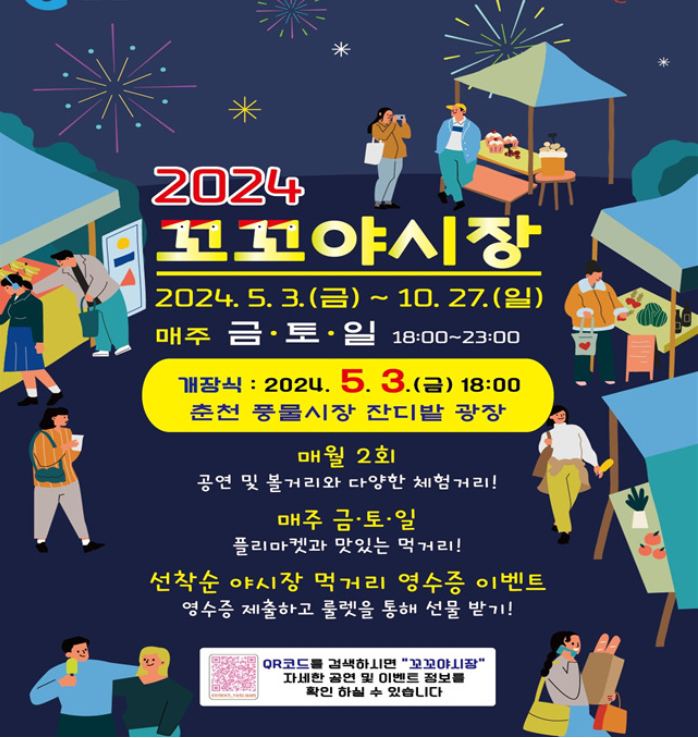 2024
꼬꼬야시장
2024. 5. 3.(금) ~ 10. 27.(일)
매주 금·토·일 18:00~23:00
개장식 : 2024. 5. 3.(금) 18:00
춘천 풍물시장 잔디밭 광장
매월 2회
공연 및 볼거리와 다양한 체험거리!
매주 금·토·일
플리마켓과 맛있는 먹거리!
선착순 야시장 먹거리 영수증 이벤트
영수증 제출하고 룰렛을 통해 선물 받기!
QR코드를 검색하시면 "꼬꼬야시장"
자세한 공연 및 이벤트 정보를
확인 하실 수 있습니다